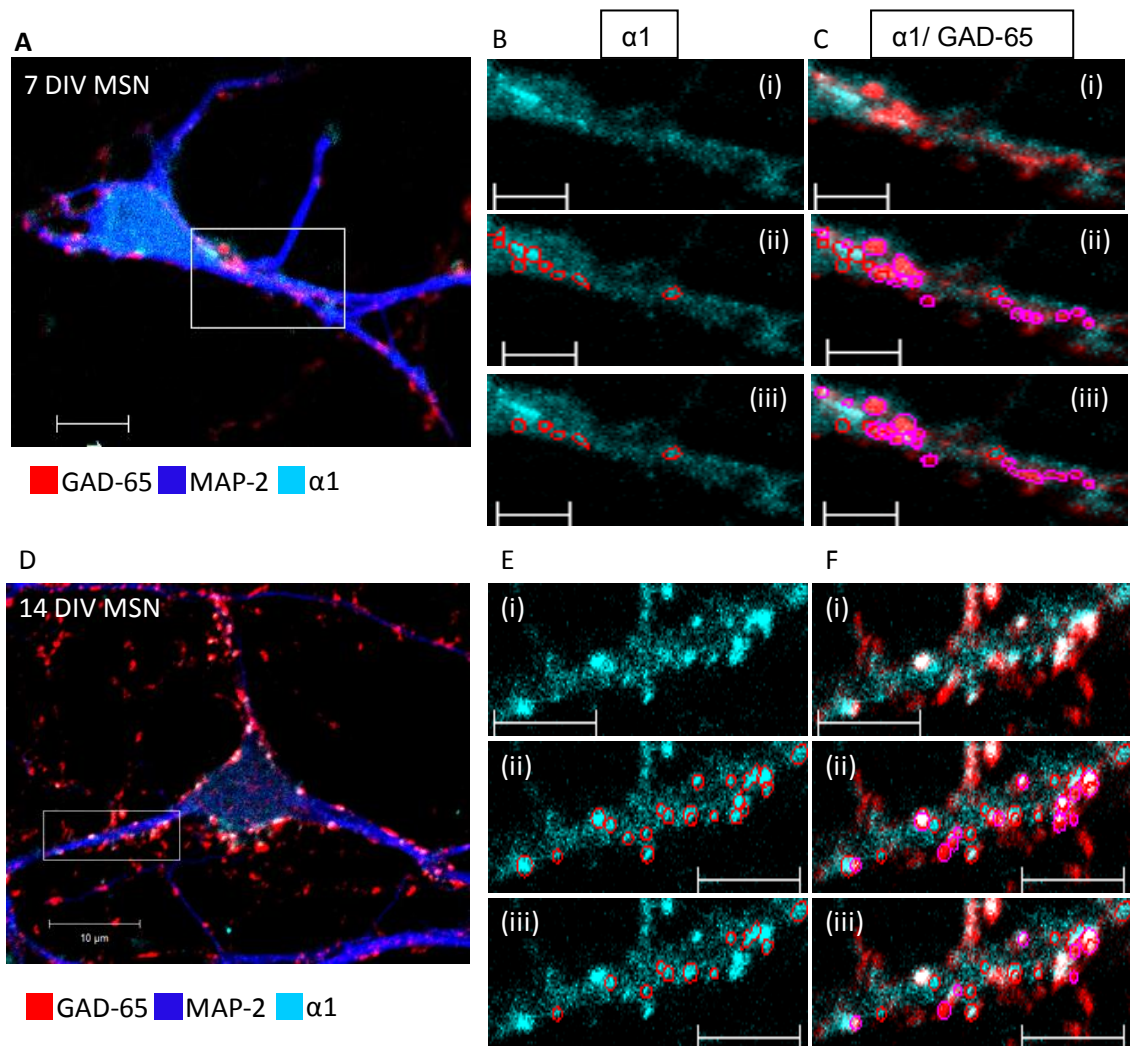 A
7 DIV MSN
GAD-65 MAP-2 α1
B
α1
(i)
(ii)
(iii)
C
α1/ GAD-65
(i)
(ii)
(iii)
D
14 DIV MSN
10 µm
GAD-65 MAP-2 α1
E
(i)
(ii)
(iii)
F
(i)
(ii)
(iii)